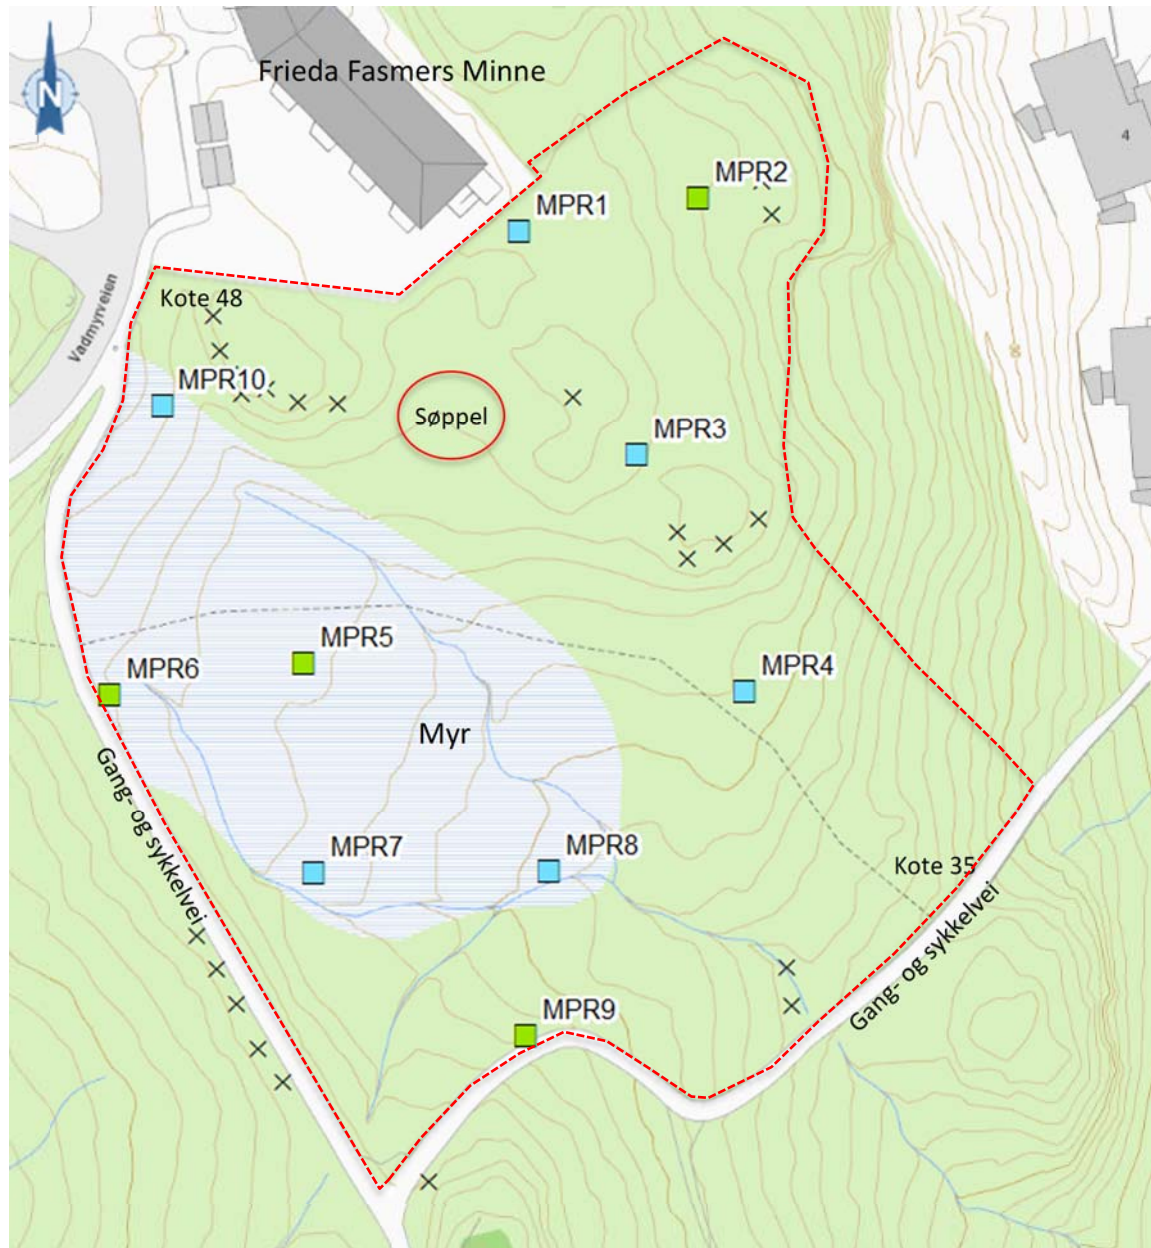 Frieda Fasmers Minne
N
4
MPR2
MPR1
Kote 48
Vadmyrveien
MPR10
Søppel
MPR3
MPR5
MPR6
MPR4
Myr
Gang- og sykkelvei
MPR7
MPR8
Kote 35
Gang- og sykkelvei
MPR9